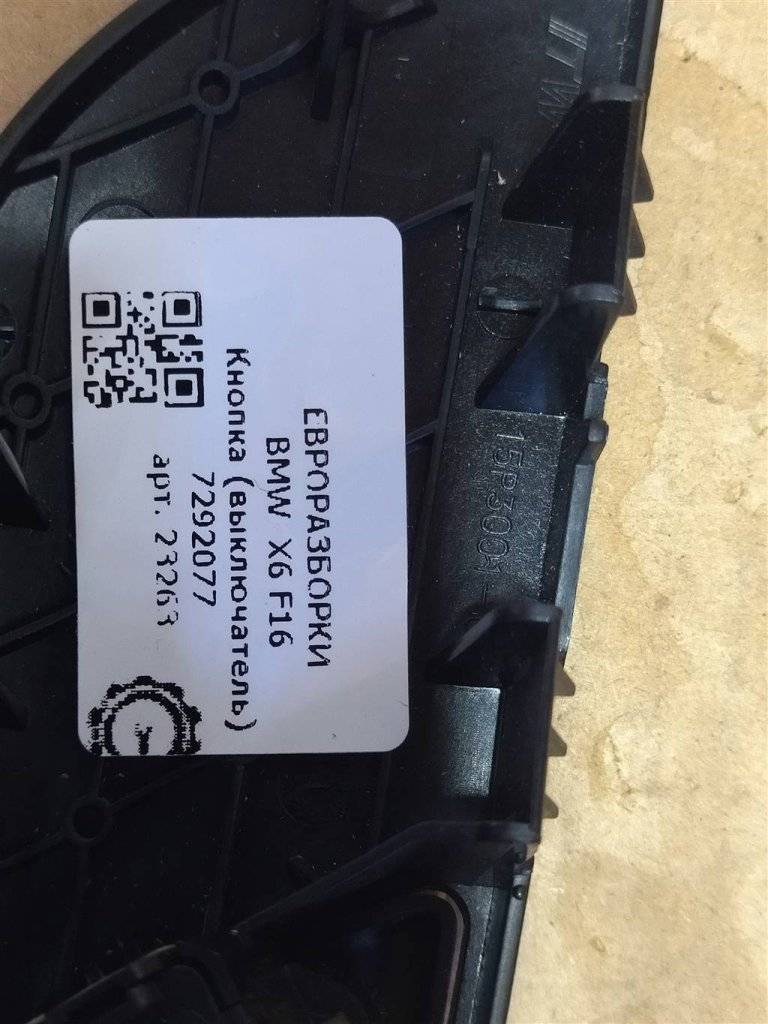 ЕВРОРАЗБОРКИ
BMW X6 F16
Кнопка (выключатель)
7292077
арт. 23263